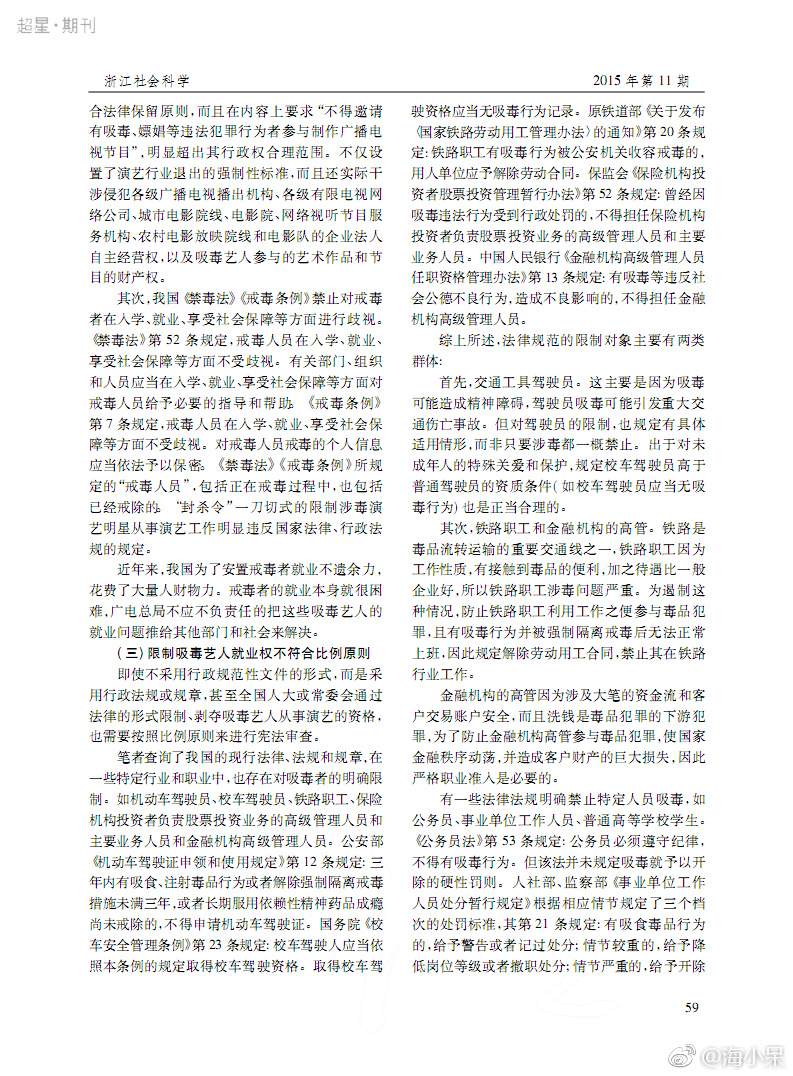 超星·期刊
浙江社会科学
2015 年第 11 期
合法律保留原则,而且在内容上要求“不得邀请
有吸毒、嫖娼等违法犯罪行为者参与制作广播电
视节目”,明显超出其行政权合理范围。不仅设
置了演艺行业退出的强制性标准,而且还实际干
涉侵犯各级广播电视播出机构、各级有限电视网
络公司、城市电影院线、电影院、网络视听节目服
务机构、农村电影放映院线和电影队的企业法人
自主经营权,以及吸毒艺人参与的艺术作品和节
目的财产权。
其次,我国《禁毒法》《戒毒条例》禁止对戒毒
者在入学、就业、享受社会保障等方面进行歧视。
《禁毒法》第 52 条规定,戒毒人员在入学、就业、
享受社会保障等方面不受歧视。有关部门、组织
和人员应当在入学、就业、享受社会保障等方面对
戒毒人员给予必要的指导和帮助。《戒毒条例》
第 7 条规定,戒毒人员在入学、就业、享受社会保
障等方面不受歧视。对戒毒人员戒毒的个人信息
应当依法予以保密。《禁毒法》《戒毒条例》所规
定的“戒毒人员”,包括正在戒毒过程中,也包括
已经戒除的。“封杀令”一刀切式的限制涉毒演
艺明星从事演艺工作明显违反国家法律、行政法
规的规定。
近年来,我国为了安置戒毒者就业不遗余力,
花费了大量人财物力。戒毒者的就业本身就很困
难,广电总局不应不负责任的把这些吸毒艺人的
就业问题推给其他部门和社会来解决。
(三)限制吸毒艺人就业权不符合比例原则
即使不采用行政规范性文件的形式,而是采
用行政法规或规章,甚至全国人大或常委会通过
法律的形式限制、剥夺吸毒艺人从事演艺的资格,
也需要按照比例原则来进行宪法审查。
笔者查询了我国的现行法律、法规和规章,在
一些特定行业和职业中,也存在对吸毒者的明确限
制。如机动车驾驶员、校车驾驶员、铁路职工、保险
机构投资者负责股票投资业务的高级管理人员和
主要业务人员和金融机构高级管理人员。公安部
《机动车驾驶证申领和使用规定》第 12 条规定:三
年内有吸食、注射毒品行为或者解除强制隔离戒毒
措施未满三年,或者长期服用依赖性精神药品成瘾
尚未戒除的,不得申请机动车驾驶证。国务院《校
车安全管理条例》第 23 条规定:校车驾驶人应当依
照本条例的规定取得校车驾驶资格。取得校车驾
驶资格应当无吸毒行为记录。原铁道部《关于发布
〈国家铁路劳动用工管理办法〉的通知》第 20 条规
定:铁路职工有吸毒行为被公安机关收容戒毒的,
用人单位应予解除劳动合同。保监会《保险机构投
资者股票投资管理暂行办法》第 52 条规定:曾经因
吸毒违法行为受到行政处罚的,不得担任保险机构
投资者负责股票投资业务的高级管理人员和主要
业务人员。中国人民银行《金融机构高级管理人员
任职资格管理办法》第 13 条规定:有吸毒等违反社
会公德不良行为,造成不良影响的,不得担任金融
机构高级管理人员。
综上所述,法律规范的限制对象主要有两类
群体:
首先,交通工具驾驶员。这主要是因为吸毒
可能造成精神障碍,驾驶员吸毒可能引发重大交
通伤亡事故。但对驾驶员的限制,也规定有具体
适用情形,而非只要涉毒都一概禁止。出于对未
成年人的特殊关爱和保护,规定校车驾驶员高于
普通驾驶员的资质条件(如校车驾驶员应当无吸
毒行为)也是正当合理的。
其次,铁路职工和金融机构的高管。铁路是
毒品流转运输的重要交通线之一,铁路职工因为
工作性质,有接触到毒品的便利,加之待遇比一般
企业好,所以铁路职工涉毒问题严重。为遏制这
种情况,防止铁路职工利用工作之便参与毒品犯
罪,且有吸毒行为并被强制隔离戒毒后无法正常
上班,因此规定解除劳动用工合同,禁止其在铁路
行业工作。
金融机构的高管因为涉及大笔的资金流和客
户交易账户安全,而且洗钱是毒品犯罪的下游犯
罪,为了防止金融机构高管参与毒品犯罪,使国家
金融秩序动荡,并造成客户财产的巨大损失,因此
严格职业准入是必要的。
有一些法律法规明确禁止特定人员吸毒,如
公务员、事业单位工作人员、普通高等学校学生。
《公务员法》第 53 条规定:公务员必须遵守纪律,
不得有吸毒行为。但该法并未规定吸毒就予以开
除的硬性罚则。人社部、监察部《事业单位工作
人员处分暂行规定》根据相应情节规定了三个档
次的处罚标准,其第 21 条规定:有吸食毒品行为
的,给予警告或者记过处分;情节较重的,给予降
低岗位等级或者撤职处分;情节严重的,给予开除
59
@海小呆